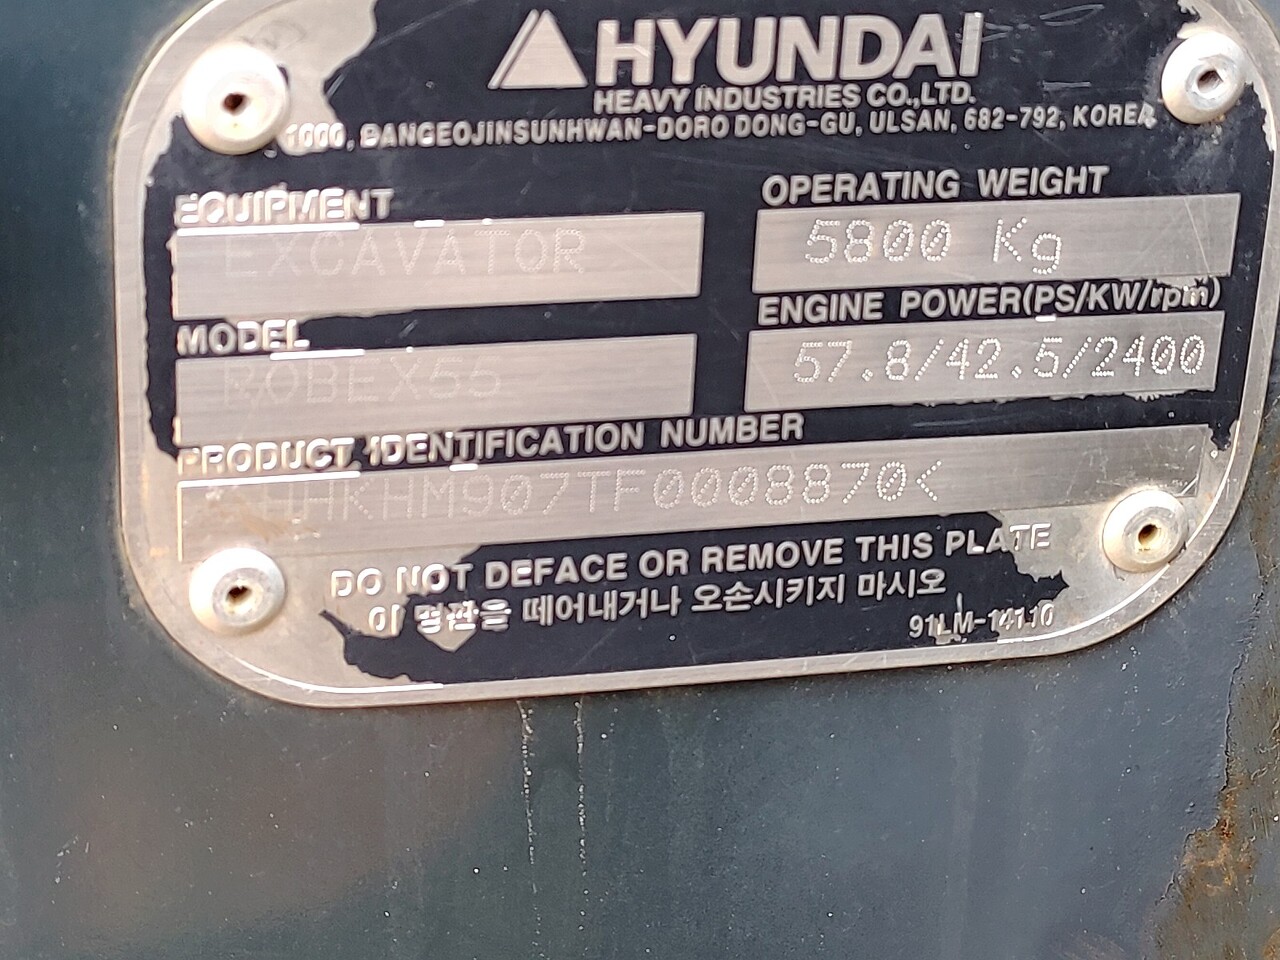 HYUNDAI
HEAVY INDUSTRIES CO.,LTD.
1000, BANGEOJINSUNHWAN-DORO DONG-GU, ULSAN, 682-792, KOREA
EQUIPMENT
EXCAVATOR
OPERATING WEIGHT
5800 Kg
MODEL
ROBEX55
ENGINE POWER(PS/KW/rpm)
57.8/42.5/2400
PRODUCT IDENTIFICATION NUMBER
HHKHM907TF0008870<
DO NOT DEFACE OR REMOVE THIS PLATE
이 명판을 떼어내거나 오손시키지 마시오
91LM-14110